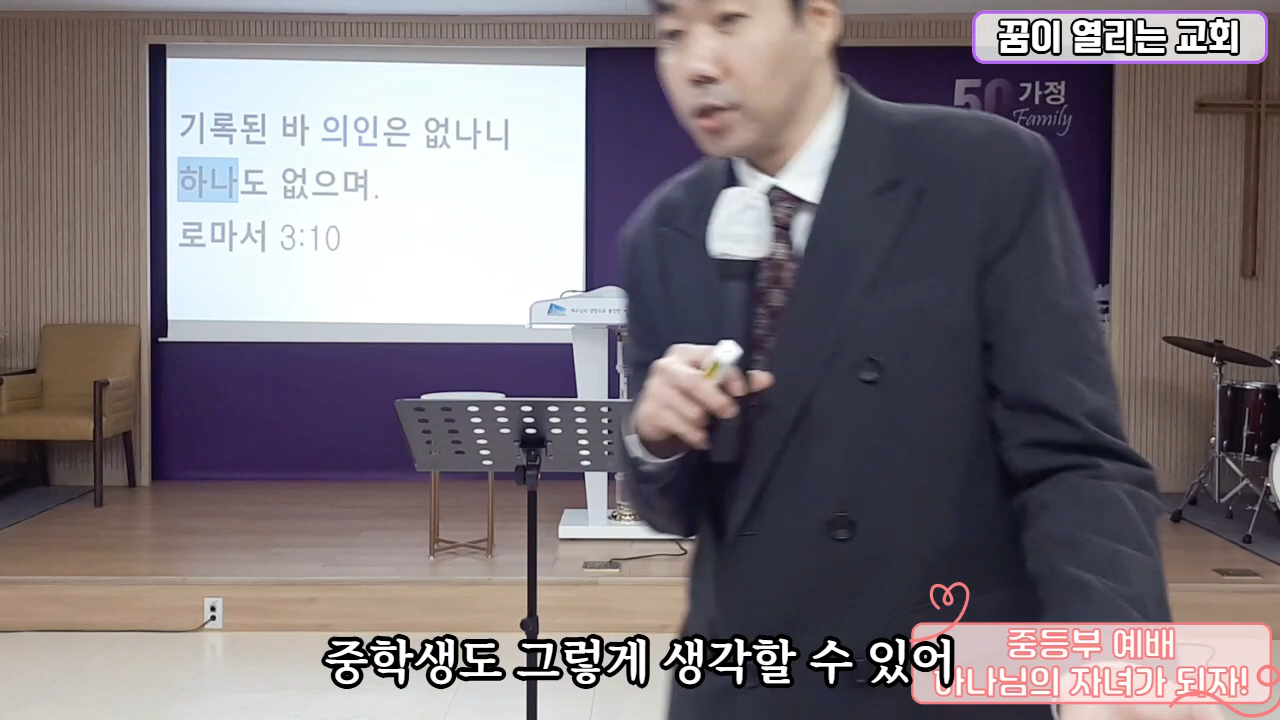 꿈이 열리는 교회
기록된 바 의인은 없나니
하나도 없으며.
로마서 3:10
50 가정
Family
중학생도 그렇게 생각할 수 있어
중등부 예배
하나님의 자녀가 되자!